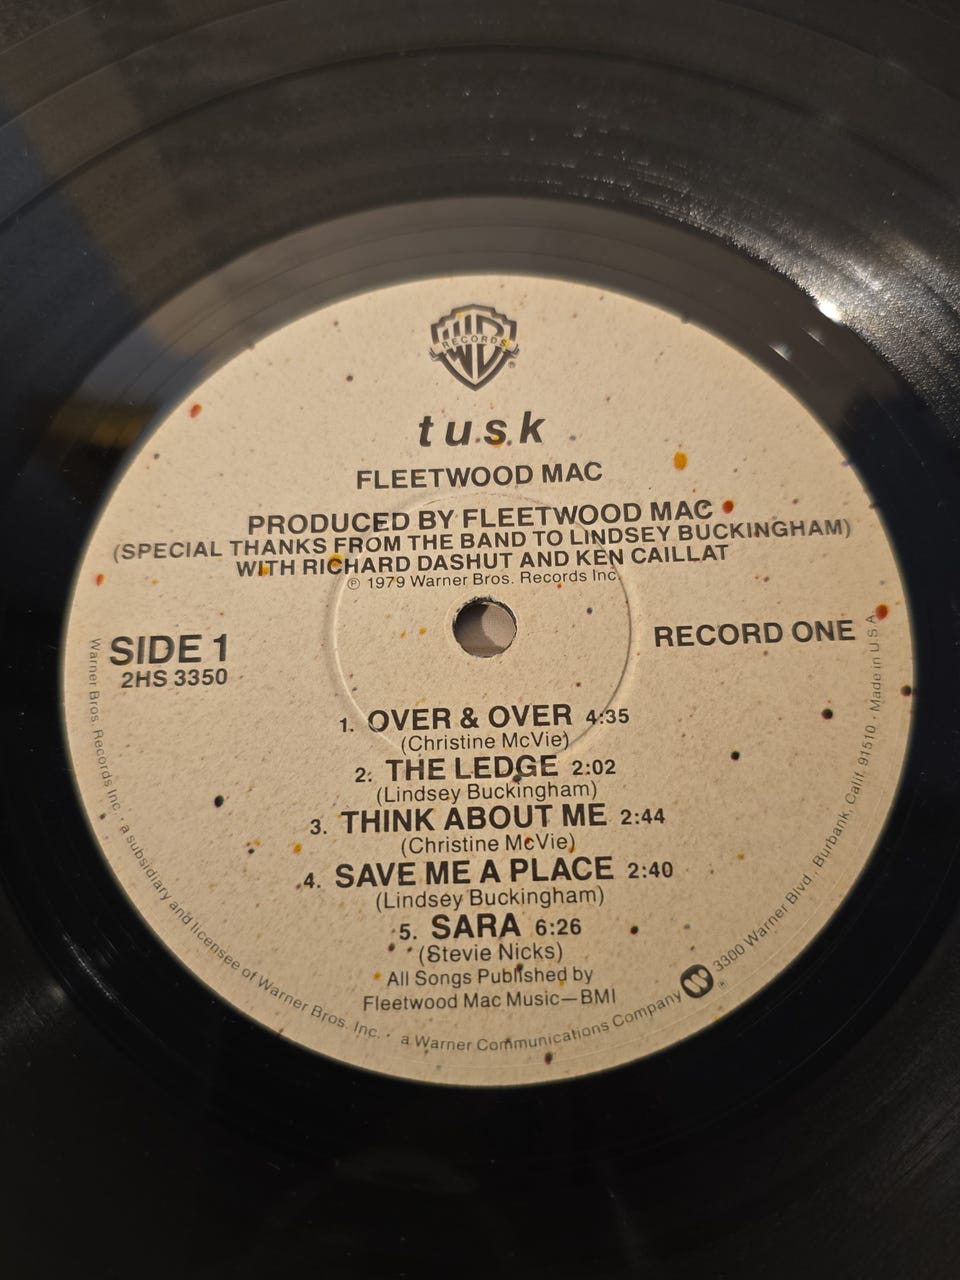 RECORDS
tusk
FLEETWOOD MAC
PRODUCED BY FLEETWOOD MAC
(SPECIAL THANKS FROM THE BAND TO LINDSEY BUCKINGHAM)
WITH RICHARD DASHUT AND KEN CAILLAT
℗ 1979 Warner Bros. Records Inc.
SIDE 1
2HS 3350
RECORD ONE
1. OVER & OVER 4:35
(Christine McVie)
2. THE LEDGE 2:02
(Lindsey Buckingham)
3. THINK ABOUT ME 2:44
(Christine McVie)
4. SAVE ME A PLACE 2:40
(Lindsey Buckingham)
5. SARA 6:26
(Stevie Nicks)
All Songs Published by
Fleetwood Mac Music—BMI
Warner Bros. Records Inc. · a subsidiary and licensee of Warner Bros. Inc. · a Warner Communications Company ® 3300 Warner Blvd., Burbank, Calif. 91510 · Made in U.S.A.